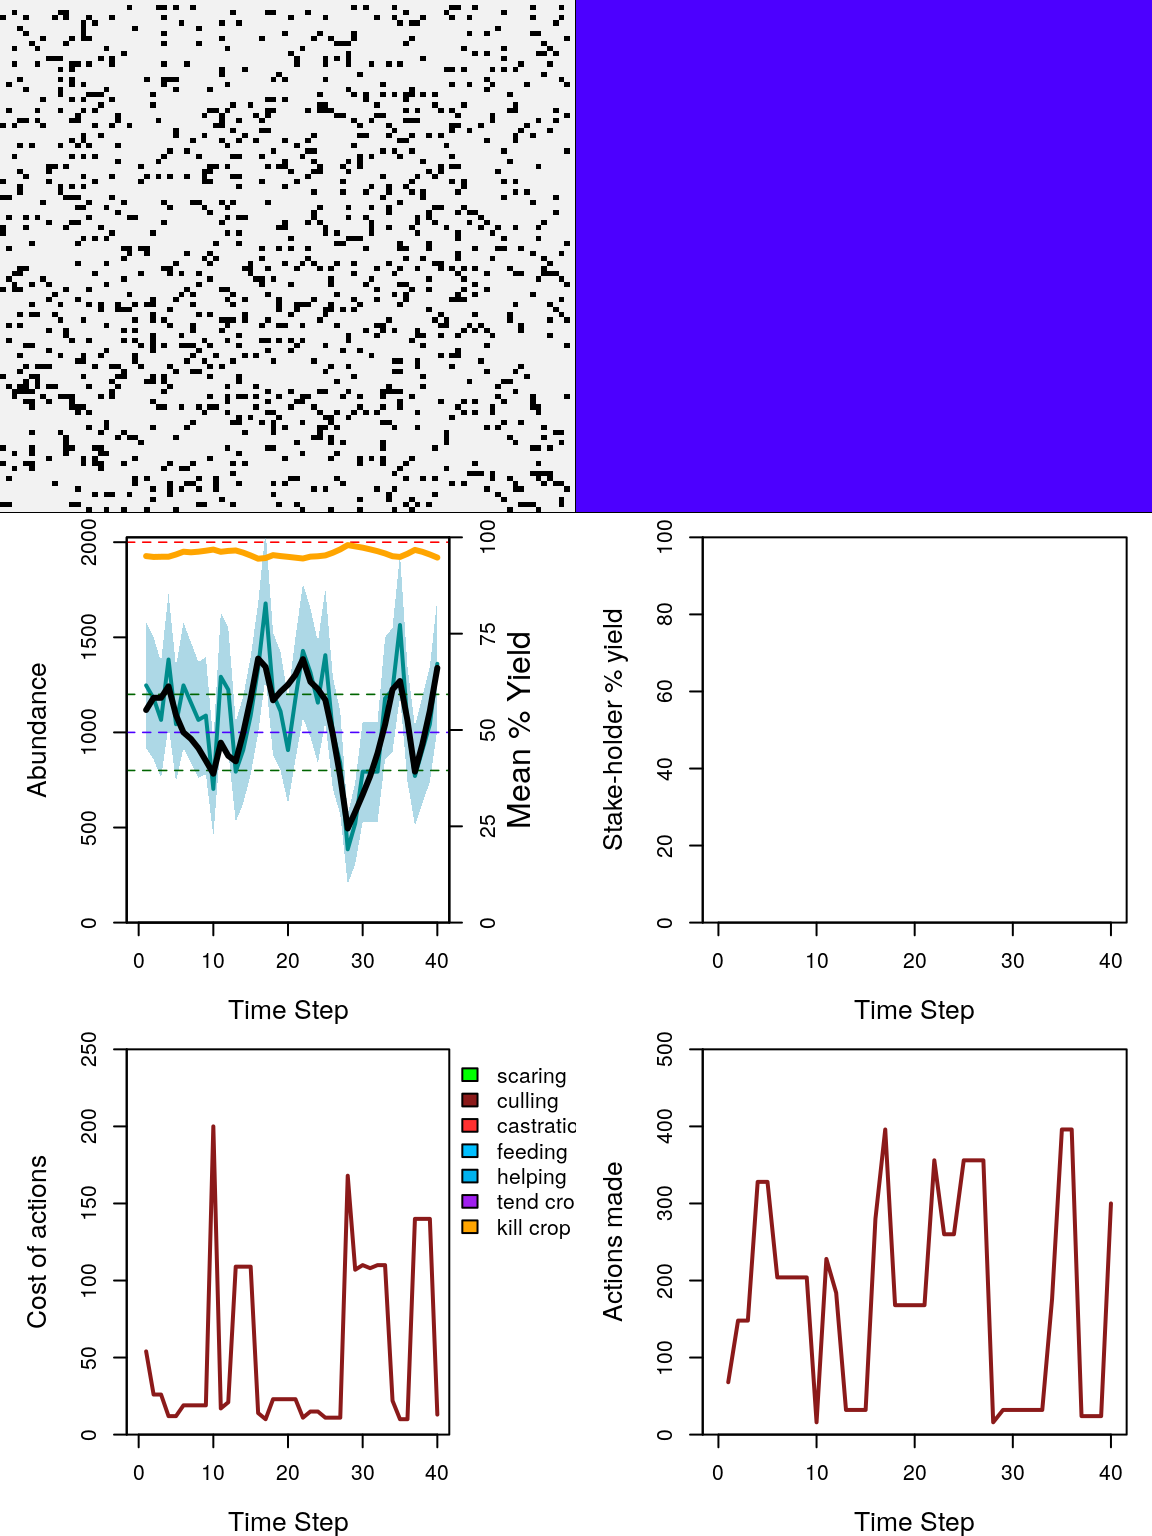 2000
1500
1000
500
0
Abundance
100
75
50
25
0
Mean % Yield
0 10 20 30 40
Time Step
100
80
60
40
20
0
Stake-holder % yield
0 10 20 30 40
Time Step
250
200
150
100
50
0
Cost of actions
0 10 20 30 40
Time Step
scaring
culling
castratio
feeding
helping
tend cro
kill crop
500
400
300
200
100
0
Actions made
0 10 20 30 40
Time Step